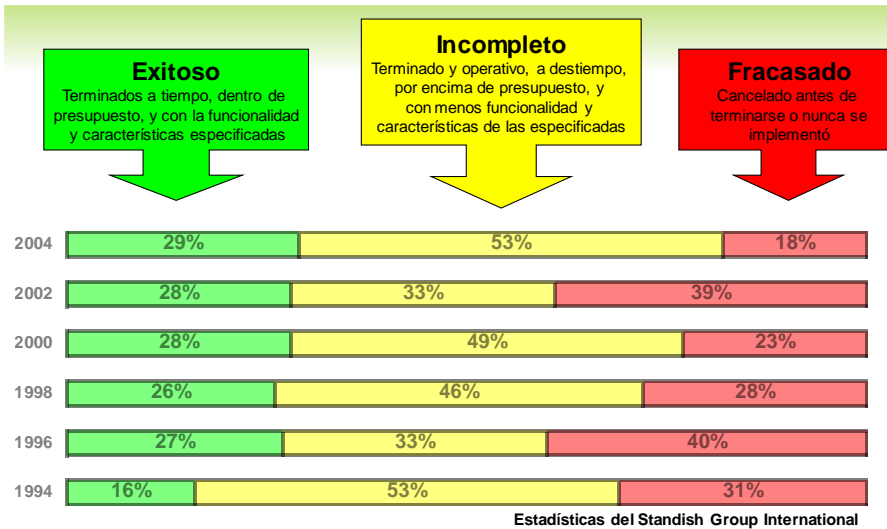 Exitoso
Terminados a tiempo, dentro de
presupuesto, y con la funcionalidad
y características especificadas
Incompleto
Terminado y operativo, a destiempo,
por encima de presupuesto, y
con menos funcionalidad y
características de las especificadas
Fracasado
Cancelado antes de
terminarse o nunca se
implementó
2004 29% 53% 18%
2002 28% 33% 39%
2000 28% 49% 23%
1998 26% 46% 28%
1996 27% 33% 40%
1994 16% 53% 31%
Estadísticas del Standish Group International